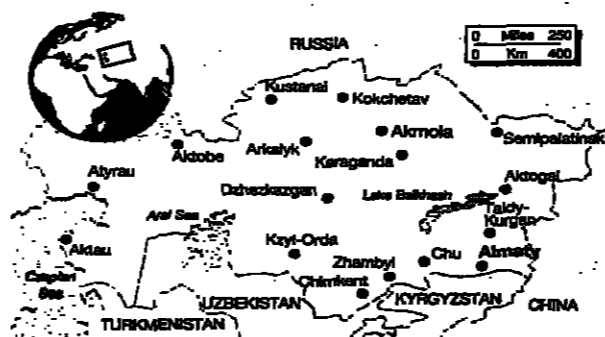 RUSSIA
0 Miles 250
0 Km 400
Kustanai
Kokchetav
Akmola
Semipalatinsk
Aktobe
Arkalyk
Karaganda
Atyrau
Aktogai
Dzhezkazgan
Lake Balkhash
Taldy-
Kurgan
Aral Sea
Aktau
Kzyl-Orda
Chu
Almaty
Zhambyl
Caspian
Sea
Chimkent
UZBEKISTAN
KYRGYZSTAN
CHINA
TURKMENISTAN